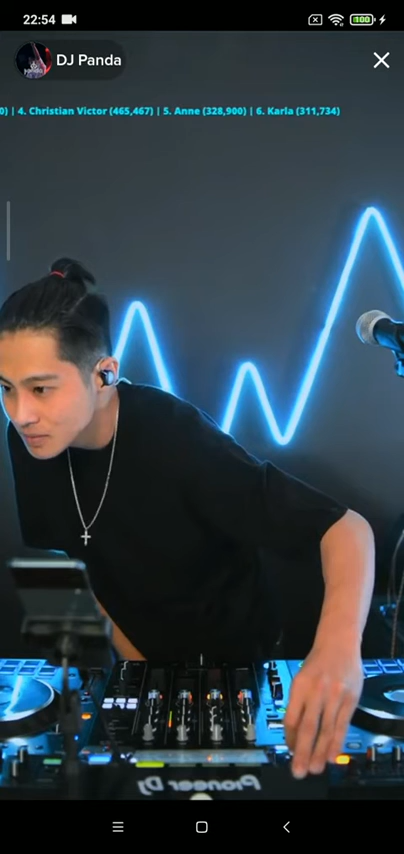 22:54
100
DJ Panda
0) | 4. Christian Victor (465,467) | 5. Anne (328,900) | 6. Karla (311,734)
Pioneer Dj